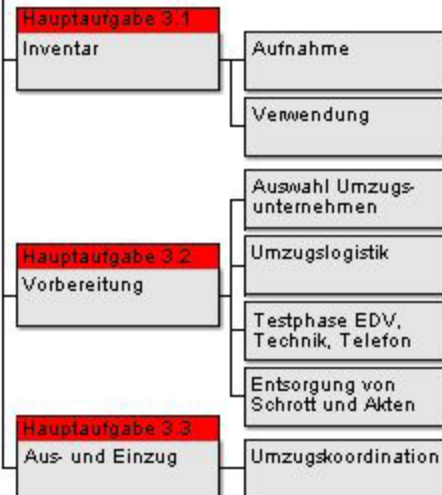 Hauptaufgabe 3.1
Inventar
Aufnahme
Verwendung
Auswahl Umzugs-
unternehmen
Hauptaufgabe 3.2
Vorbereitung
Umzugslogistik
Testphase EDV,
Technik, Telefon
Entsorgung von
Schrott und Akten
Hauptaufgabe 3.3
Aus- und Einzug
Umzugskoordination